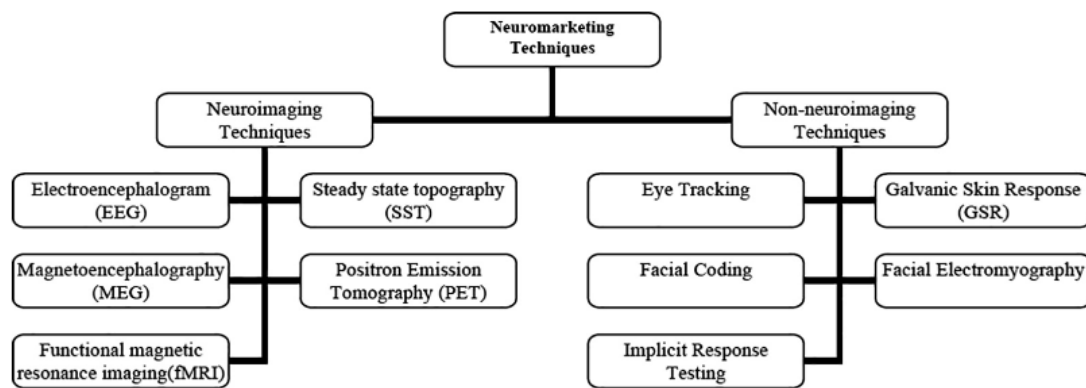 Neuromarketing
Techniques
Neuroimaging
Techniques
Non-neuroimaging
Techniques
Electroencephalogram
(EEG)
Steady state topography
(SST)
Eye Tracking
Galvanic Skin Response
(GSR)
Magnetoencephalography
(MEG)
Positron Emission
Tomography (PET)
Facial Coding
Facial Electromyography
Functional magnetic
resonance imaging(fMRI)
Implicit Response
Testing